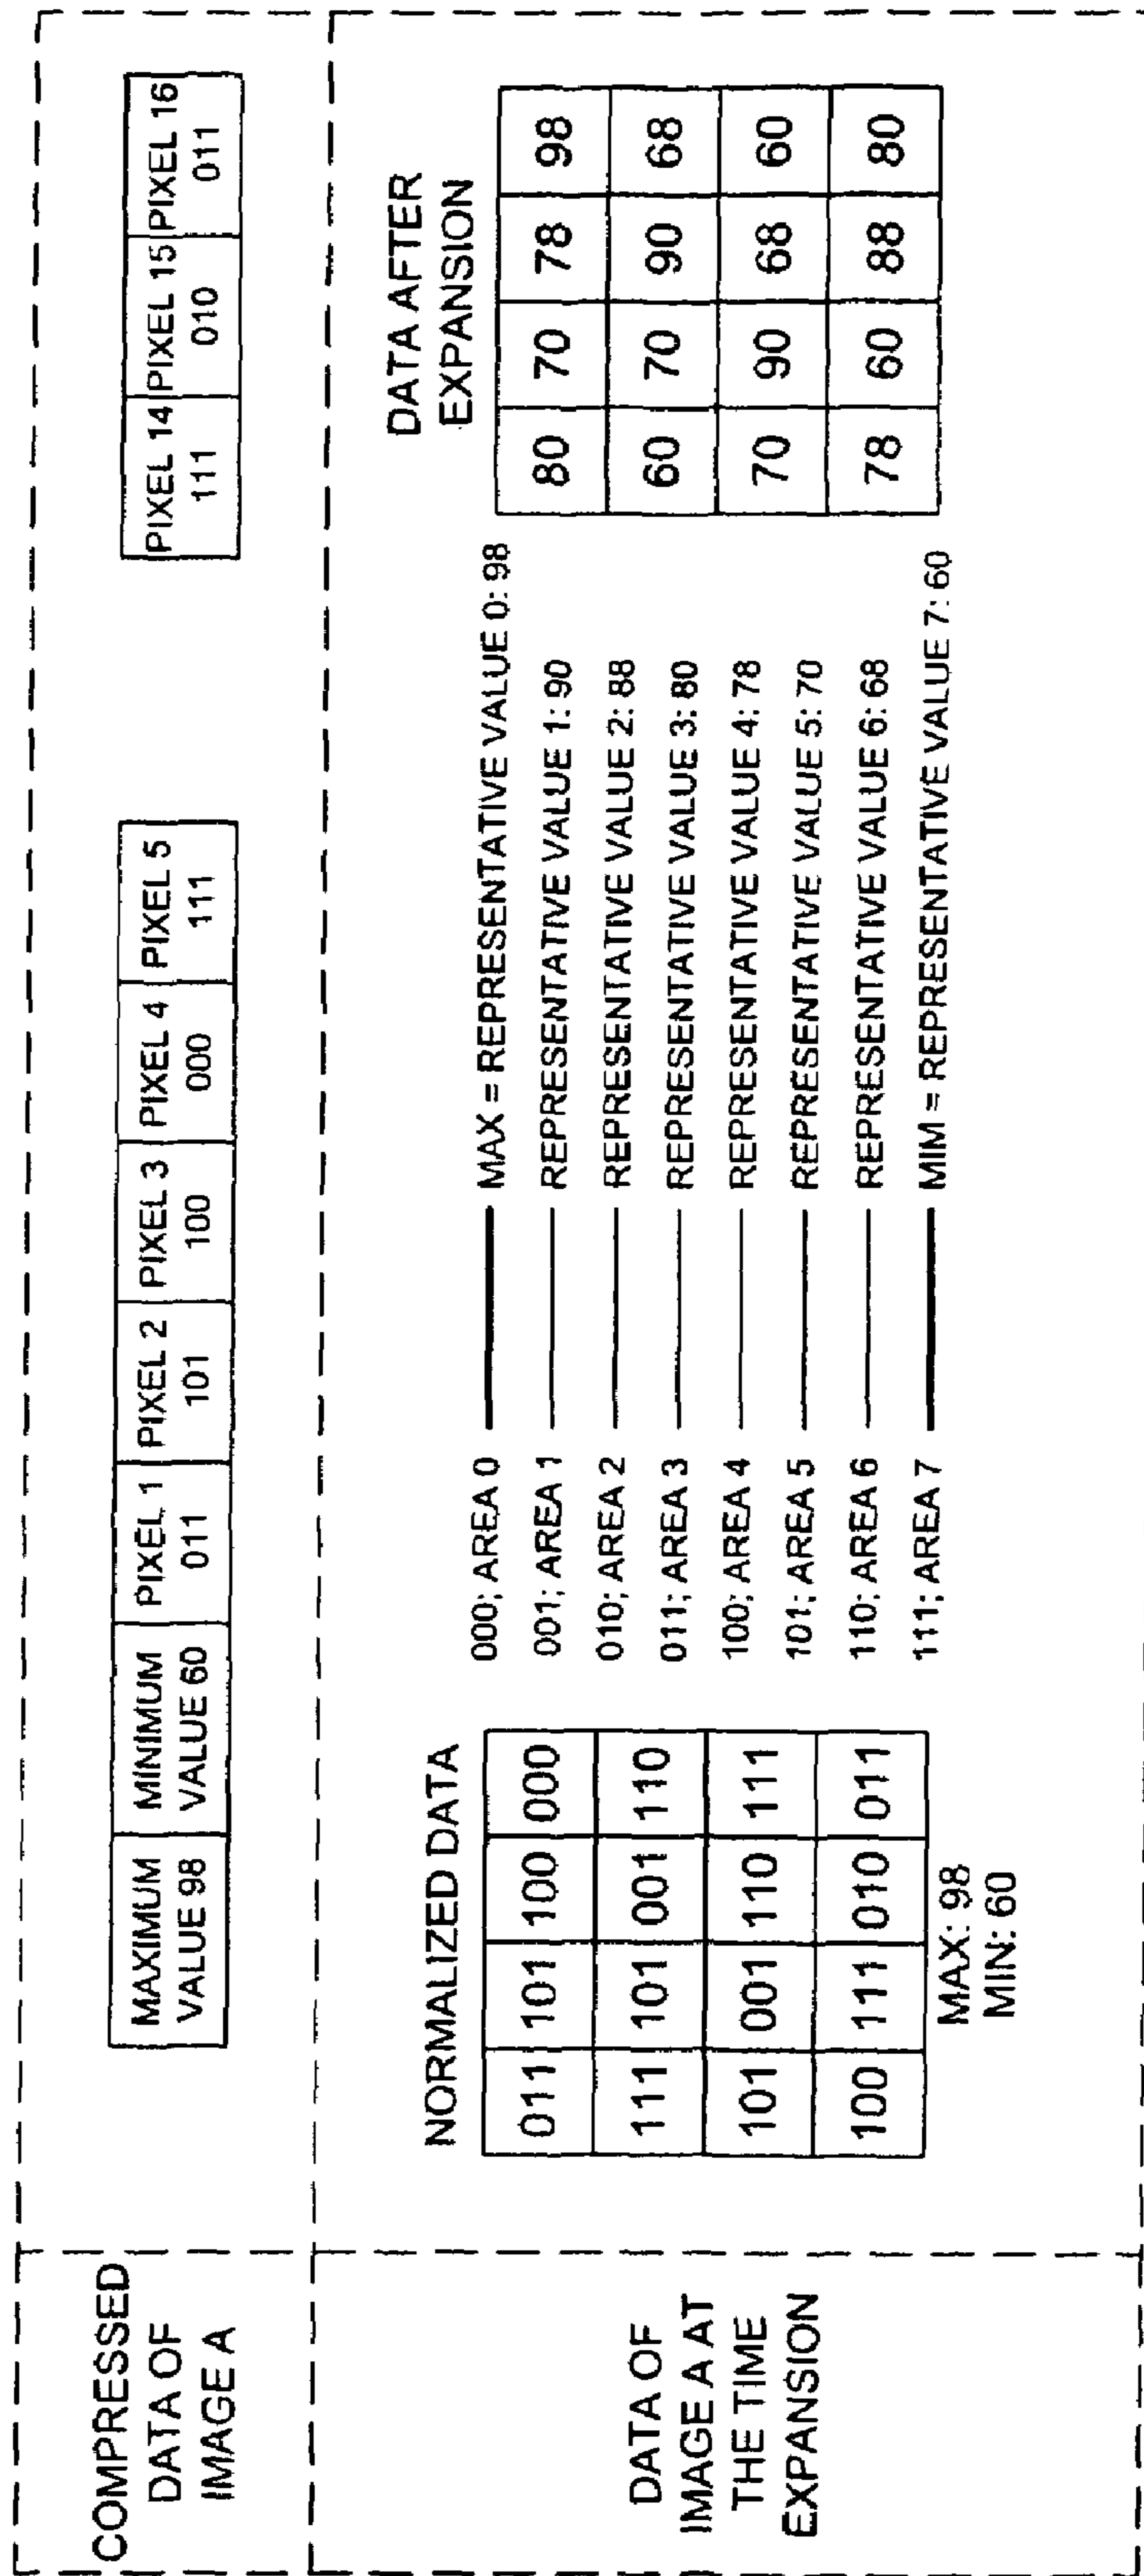 COMPRESSED
DATA OF
IMAGE A
MAXIMUM
VALUE 98
MINIMUM
VALUE 60
PIXEL 1
011
PIXEL 2
101
PIXEL 3
100
PIXEL 4
000
PIXEL 5
111
PIXEL 14
111
PIXEL 15
010
PIXEL 16
011
DATA OF
IMAGE A AT
THE TIME
EXPANSION
NORMALIZED DATA
011 101 100 000
111 101 001 110
101 001 110 111
100 111 010 011
MAX: 98
MIN: 60
000; AREA 0 MAX = REPRESENTATIVE VALUE 0: 98
001; AREA 1 REPRESENTATIVE VALUE 1: 90
010; AREA 2 REPRESENTATIVE VALUE 2: 88
011; AREA 3 REPRESENTATIVE VALUE 3: 80
100; AREA 4 REPRESENTATIVE VALUE 4: 78
101; AREA 5 REPRESENTATIVE VALUE 5: 70
110; AREA 6 REPRESENTATIVE VALUE 6: 68
111; AREA 7 MIM = REPRESENTATIVE VALUE 7: 60
DATA AFTER
EXPANSION
80 70 78 98
60 70 90 68
70 90 68 60
78 60 88 80